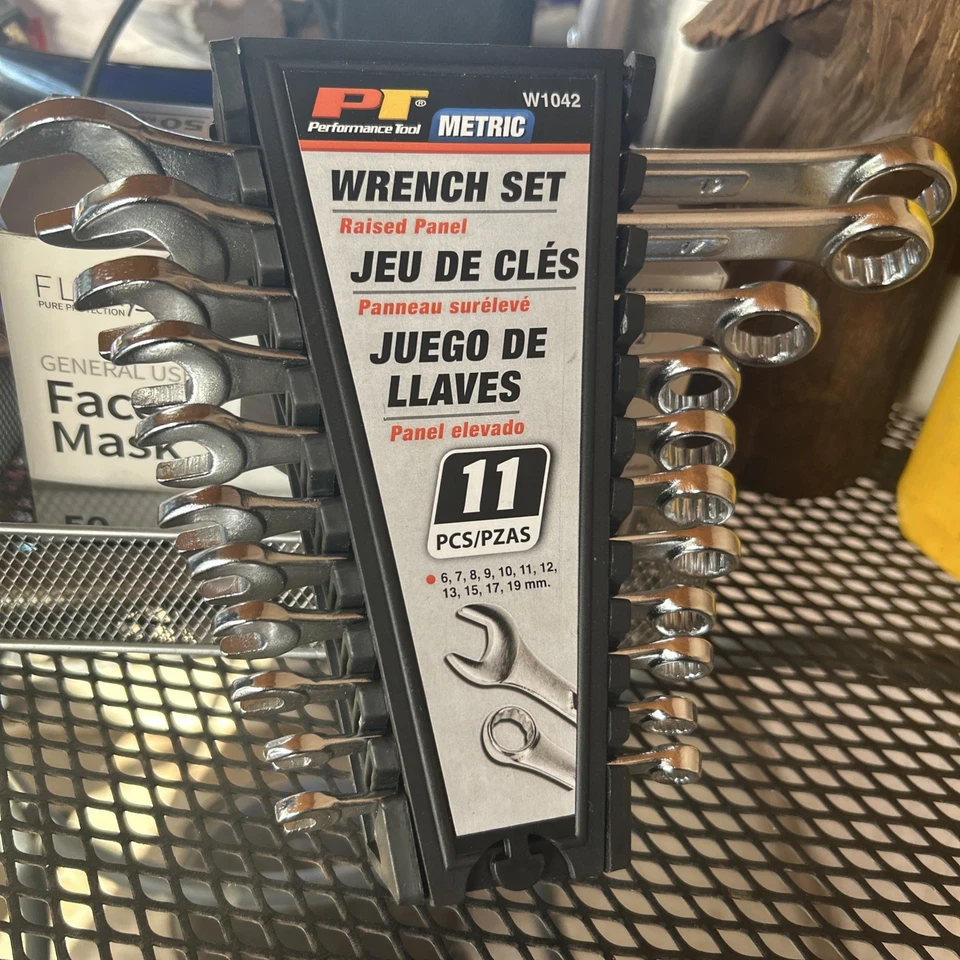 PT®
Performance Tool
METRIC
W1042
WRENCH SET
Raised Panel
JEU DE CLÉS
Panneau surélevé
JUEGO DE
LLAVES
Panel elevado
11
PCS/PZAS
6, 7, 8, 9, 10, 11, 12,
13, 15, 17, 19 mm.
GENERAL US
Face
Mask